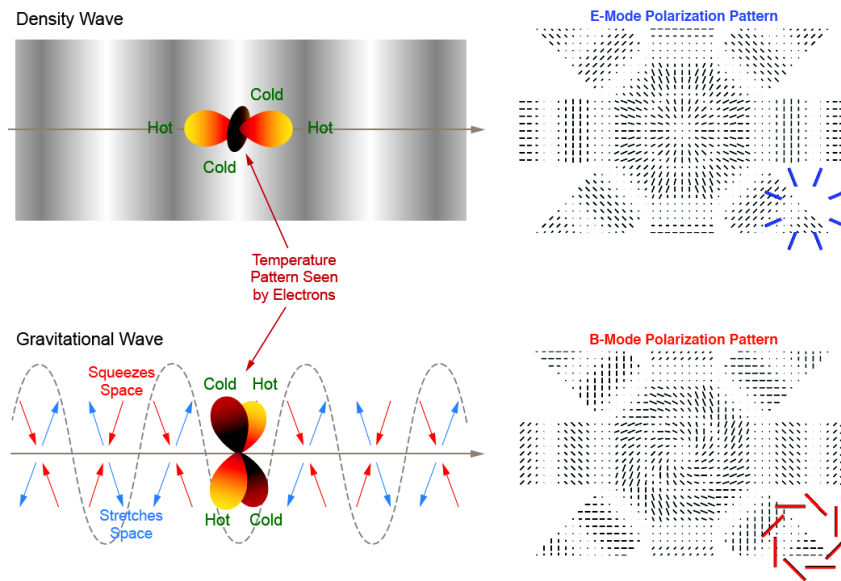 Density Wave
E-Mode Polarization Pattern
Cold
Hot
Hot
Cold
Temperature
Pattern Seen
by Electrons
Gravitational Wave
B-Mode Polarization Pattern
Squeezes
Space
Cold
Hot
Stretches
Space
Hot
Cold